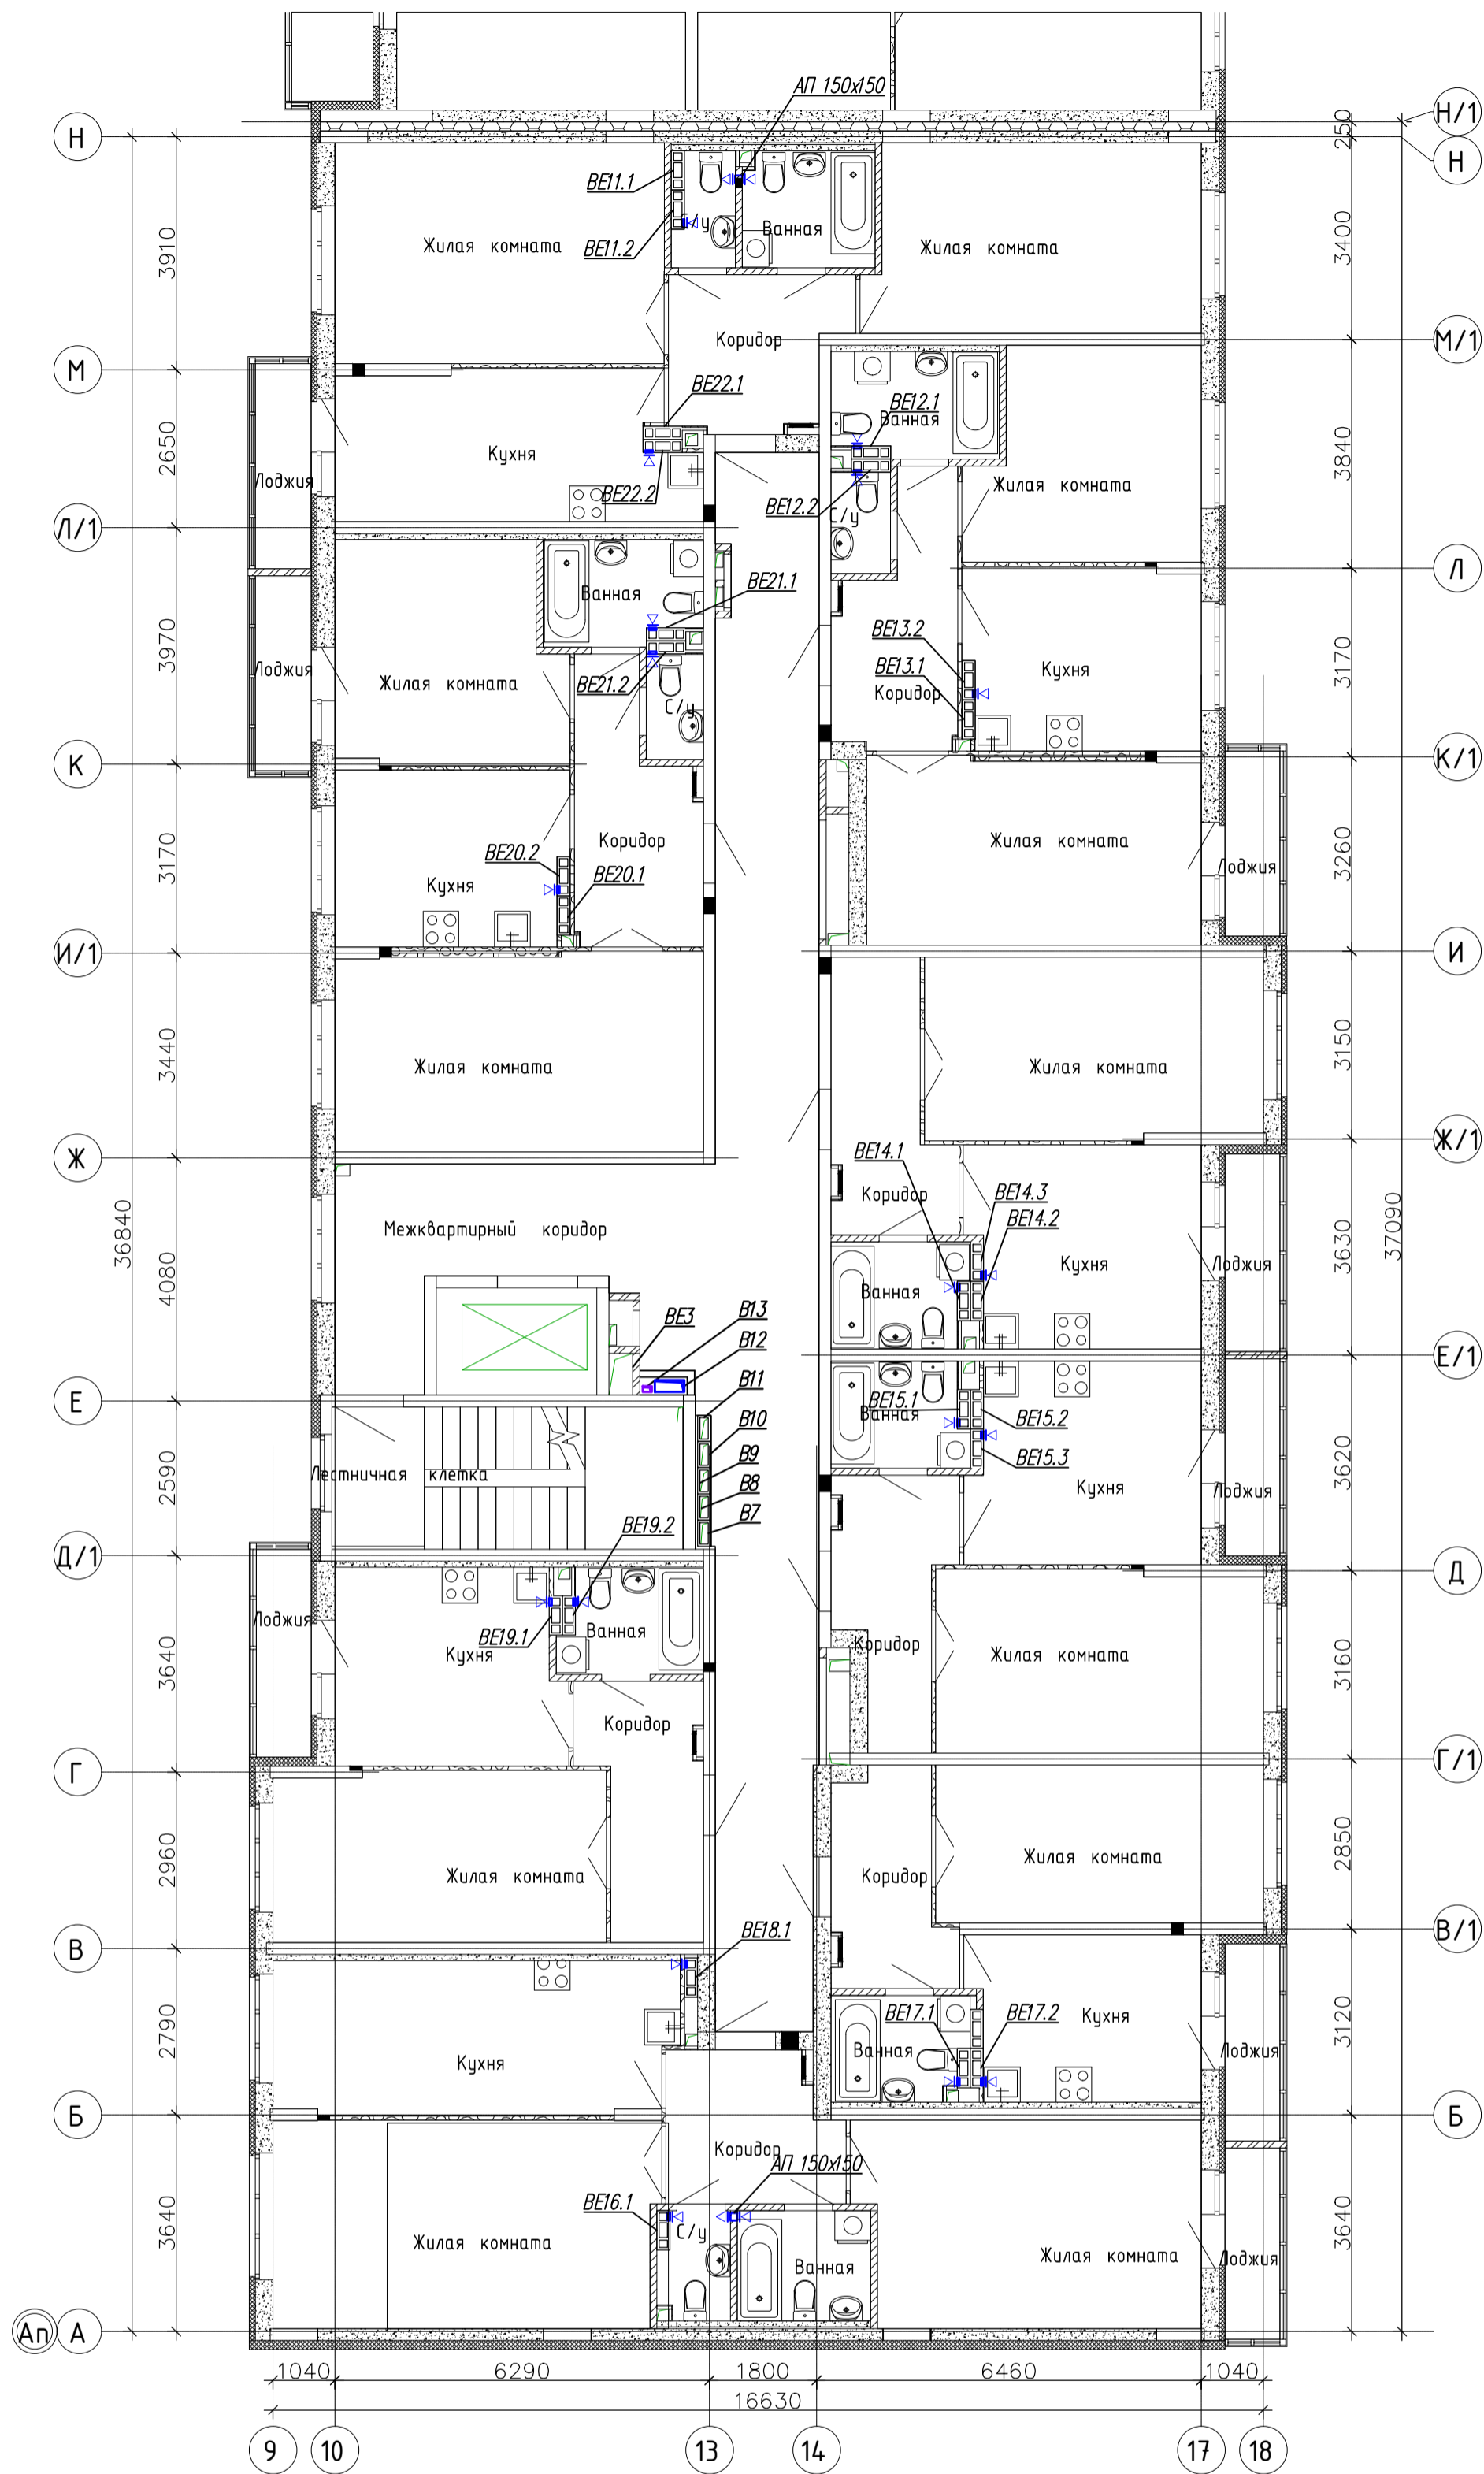 АП 150х150
Н
Н/1
Н
250
ВЕ11.1
ВЕ11.2
С/у
Ванная
Жилая комната
Жилая комната
3910
3400
Коридор
М/1
М
ВЕ22.1
ВЕ12.1
Ванная
2650
Кухня
3840
Лоджия
ВЕ22.2
ВЕ12.2
Жилая комната
С/у
Л/1
Л
Ванная
ВЕ21.1
ВЕ13.2
3970
Лоджия
ВЕ13.1
Кухня
3170
Жилая комната
ВЕ21.2
С/у
Коридор
К
К/1
Коридор
Жилая комната
3170
ВЕ20.2
ВЕ20.1
Кухня
Лоджия
3260
И/1
И
3440
Жилая комната
Жилая комната
3150
Ж
Ж/1
ВЕ14.1
Коридор
ВЕ14.3
ВЕ14.2
36840
37090
Межквартирный коридор
4080
Ванная
Кухня
Лоджия
3630
ВЕ3
В13
В12
Е/1
Е
В11
В10
В9
В8
В7
ВЕ15.1
Ванная
ВЕ15.2
ВЕ15.3
2590
Лестничная клетка
Кухня
Лоджия
3620
ВЕ19.2
Д/1
Д
Лоджия
ВЕ19.1
Ванная
Кухня
3640
Коридор
Жилая комната
3160
Коридор
Г
Г/1
2960
Жилая комната
Коридор
Жилая комната
2850
В
ВЕ18.1
В/1
2790
ВЕ17.1
ВЕ17.2
Кухня
3120
Кухня
Ванная
Лоджия
Б
Б
Коридор
АП 150х150
ВЕ16.1
С/у
3640
Жилая комната
Ванная
Жилая комната
Лоджия
3640
Ап
А
1040
6290
1800
6460
1040
16630
9
10
13
14
17
18